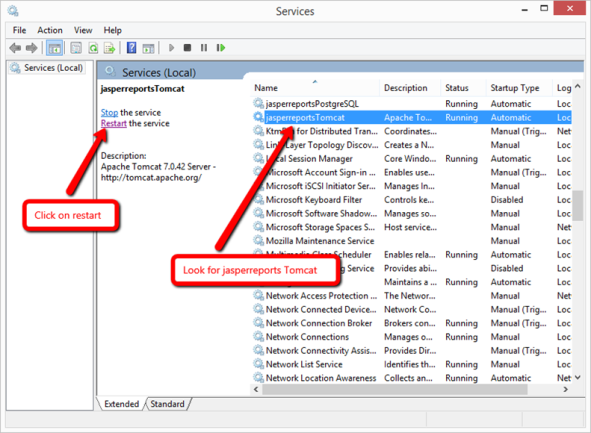 Services
File Action View Help
Services (Local)
Services (Local)
jasperreportsTomcat
Stop the service
Restart the service
Description:
Apache Tomcat 7.0.42 Server -
http://tomcat.apache.org/
Click on restart
Look for jasperreports Tomcat
Name Description Status Startup Type Log
jasperreportsPostgreSQL Running Automatic Loc
jasperreportsTomcat Apache To... Running Automatic Loc
for Distributed Tran... Coordinates... Manual (Trig... Net
Layer Topology Discov... Creates a N... Manual Loc
Local Session Manager Core Windo... Running Automatic Loc
Microsoft Account Sign-in ... Enables use... Manual (Trig... Loc
Microsoft iSCSI Initiator Ser... Manages In... Manual Loc
Microsoft Keyboard Filter Controls ke... Disabled Loc
Microsoft Software Shadow... Manages so... Manual Loc
Microsoft Storage Spaces S... Host service... Manual Net
Mozilla Maintenance Service Manual Loc
Multimedia Class Scheduler Enables rela... Running Automatic Loc
ng Service Provides abi... Disabled Loc
Maintains a ... Running Automatic Loc
Network Access Protection ... The Networ... Manual Net
Network Connected Device... Network Co... Manual (Trig... Loc
Network Connection Broker Brokers con... Running Manual (Trig... Loc
Network Connections Manages o... Running Manual Loc
Network Connectivity Assis... Provides Dir... Manual (Trig... Loc
Network List Service Identifies th... Running Manual Loc
Network Location Awareness Collects an... Running Automatic Net
Extended Standard